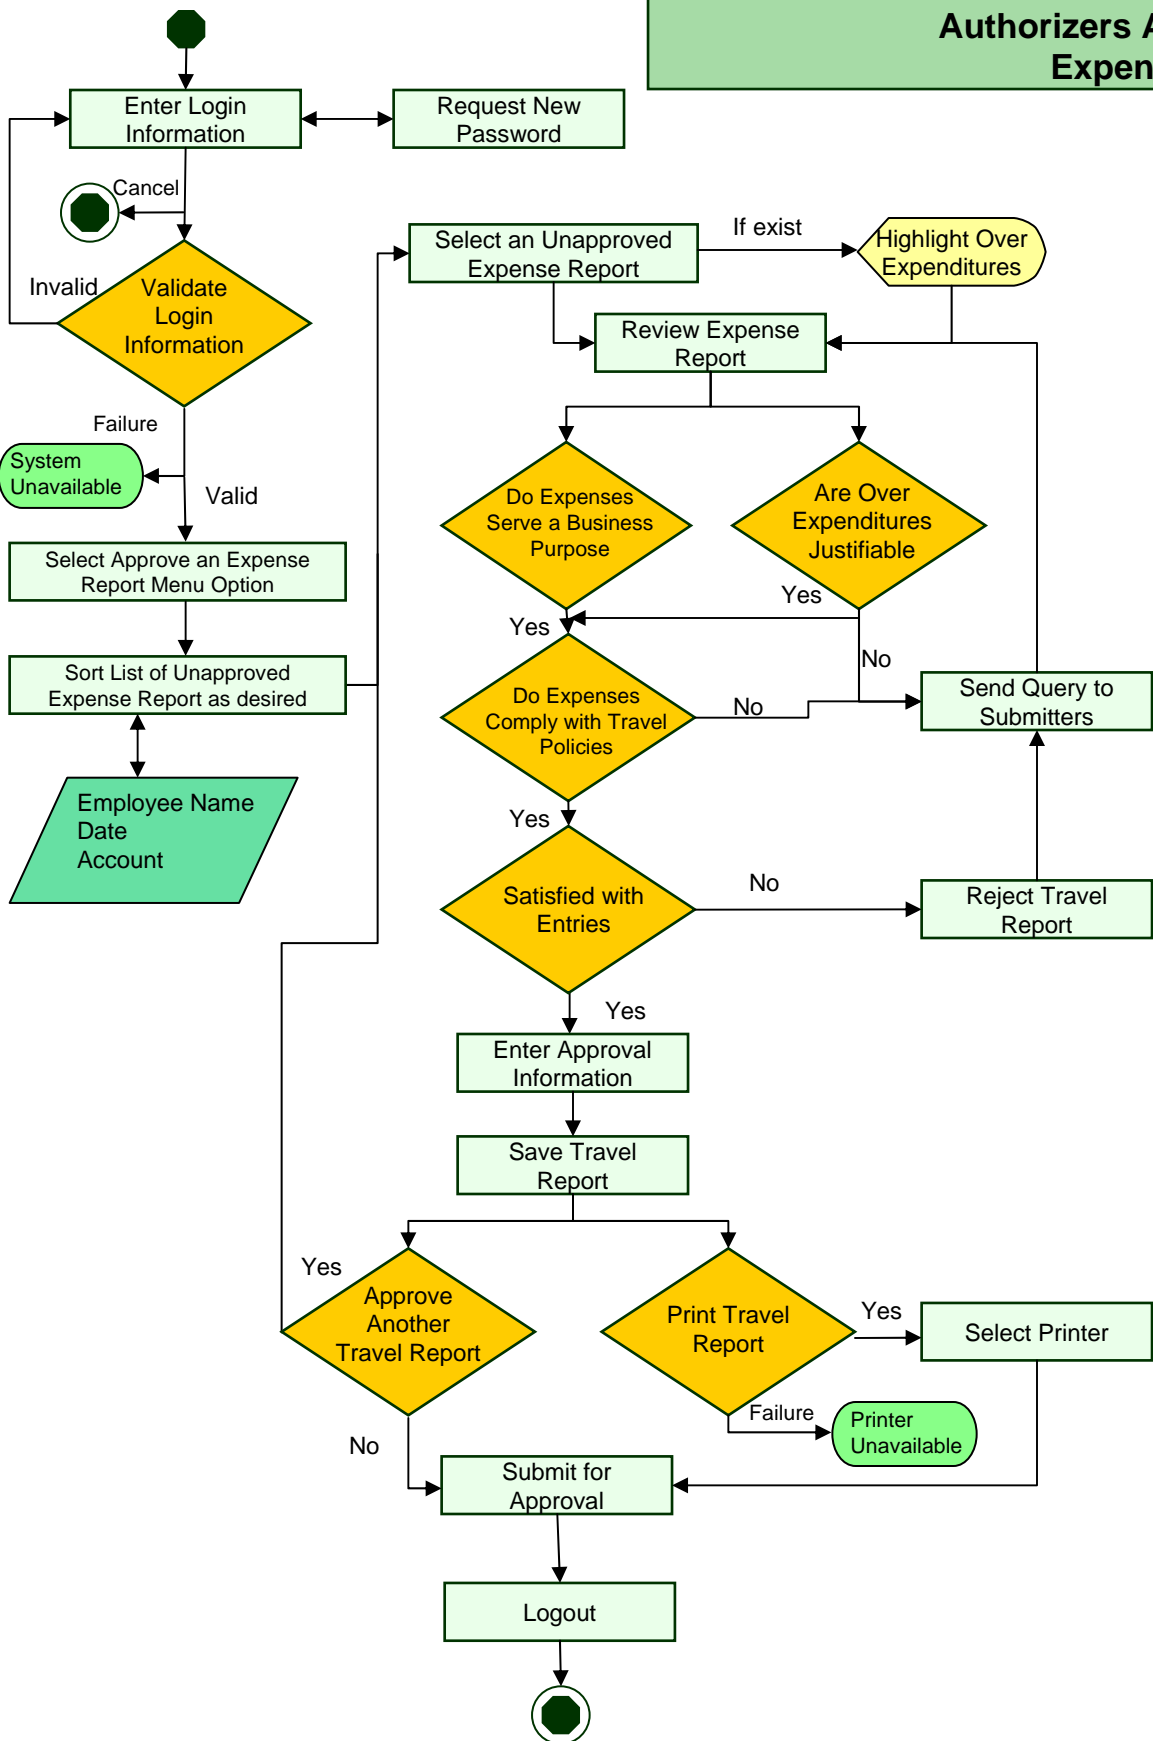 Authorizers A
Expen
Enter Login
Information
Request New
Password
Cancel
Select an Unapproved
Expense Report
If exist
Highlight Over
Expenditures
Invalid
Validate
Login
Information
Review Expense
Report
Failure
System
Unavailable
Valid
Do Expenses
Serve a Business
Purpose
Are Over
Expenditures
Justifiable
Select Approve an Expense
Report Menu Option
Yes
Yes
No
Sort List of Unapproved
Expense Report as desired
Do Expenses
Comply with Travel
Policies
No
Send Query to
Submitters
Employee Name
Date
Account
Yes
Satisfied with
Entries
No
Reject Travel
Report
Yes
Enter Approval
Information
Save Travel
Report
Yes
Approve
Another
Travel Report
Print Travel
Report
Yes
Select Printer
Failure
Printer
Unavailable
No
Submit for
Approval
Logout